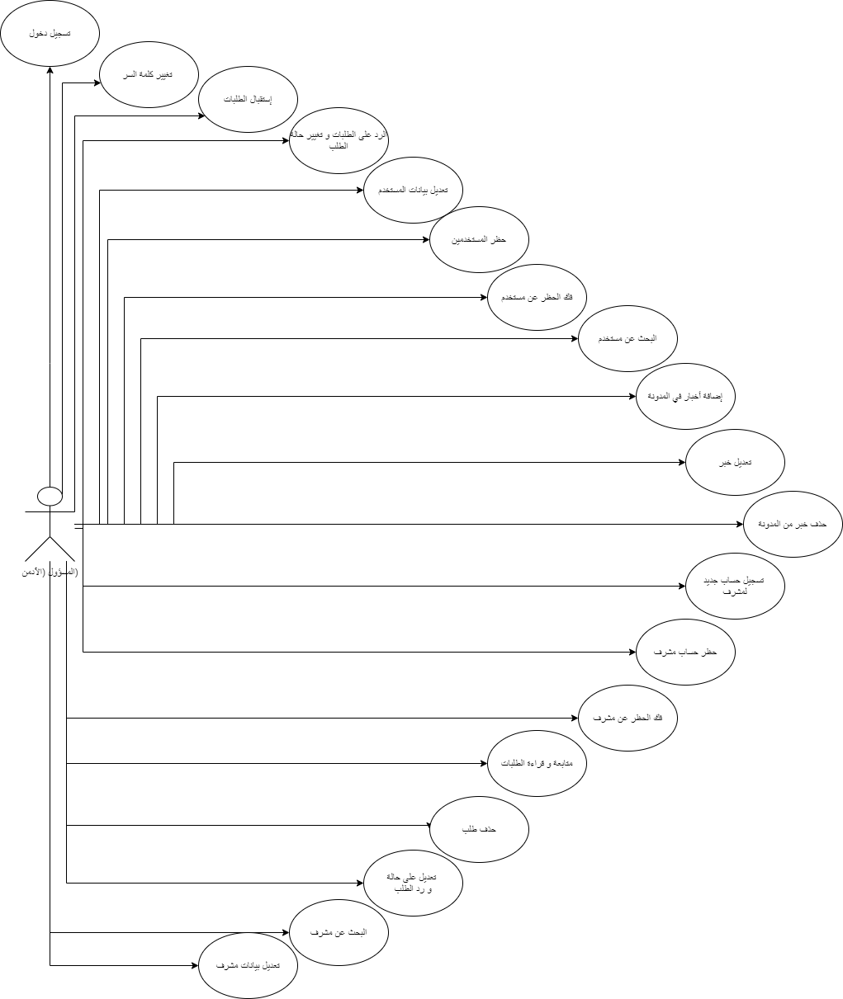 تسجيل دخول
تغيير كلمة السر
إستقبال الطلبات
الرد على الطلبات و تغيير حالة
الطلب
تعديل بيانات المستخدم
حظر المستخدمين
فك الحظر عن مستخدم
البحث عن مستخدم
إضافة أخبار في المدونة
تعديل خبر
حذف خبر من المدونة
المسؤول (الأدمن)
تسجيل حساب جديد
لمشرف
حظر حساب مشرف
فك الحظر عن مشرف
متابعة و قراءة الطلبات
حذف طلب
تعديل على حالة
و رد الطلب
البحث عن مشرف
تعديل بيانات مشرف